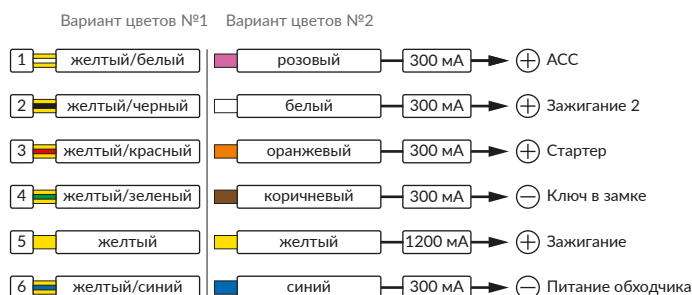 Вариант цветов №1 Вариант цветов №2
1 желтый/белый розовый 300 мА АСС
2 желтый/черный белый 300 мА Зажигание 2
3 желтый/красный оранжевый 300 мА Стартер
4 желтый/зеленый коричневый 300 мА Ключ в замке
5 желтый желтый 1200 мА Зажигание
6 желтый/синий синий 300 мА Питание обходчика